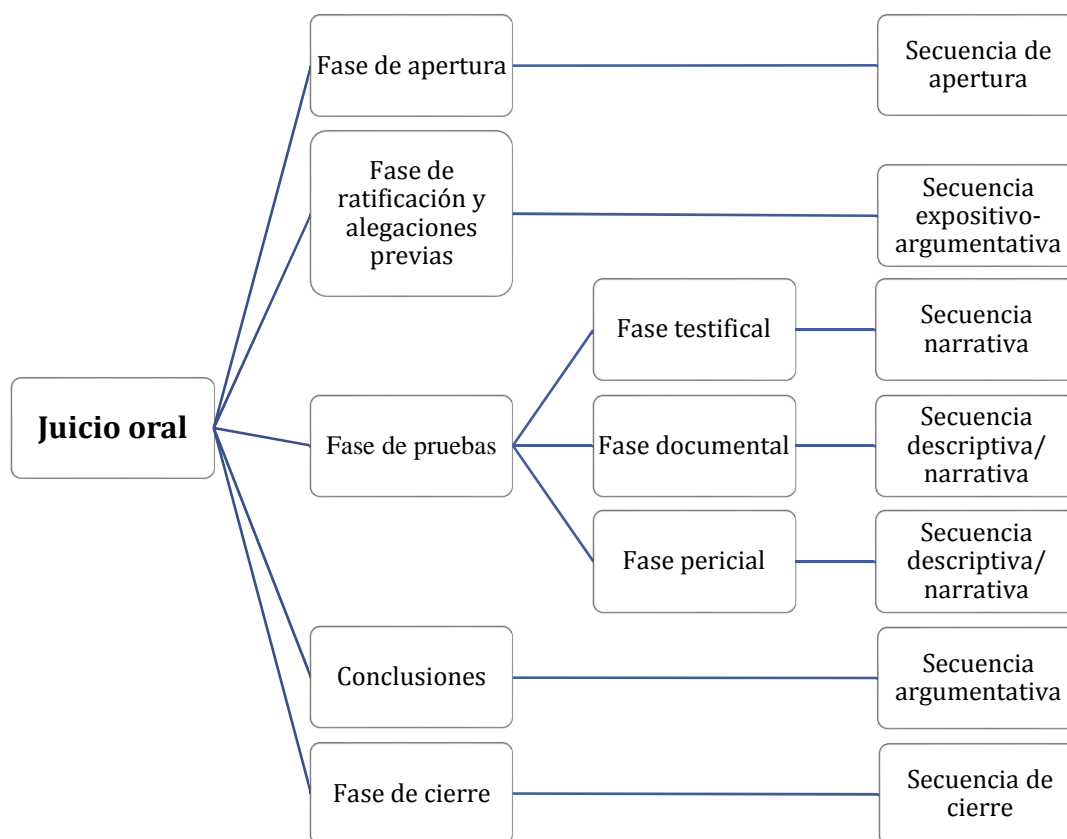 Juicio oral
Fase de apertura
Secuencia de
apertura
Fase de
ratificación y
alegaciones
previas
Secuencia
expositivo-
argumentativa
Fase de pruebas
Fase testifical
Secuencia
narrativa
Fase documental
Secuencia
descriptiva/
narrativa
Fase pericial
Secuencia
descriptiva/
narrativa
Conclusiones
Secuencia
argumentativa
Fase de cierre
Secuencia de
cierre